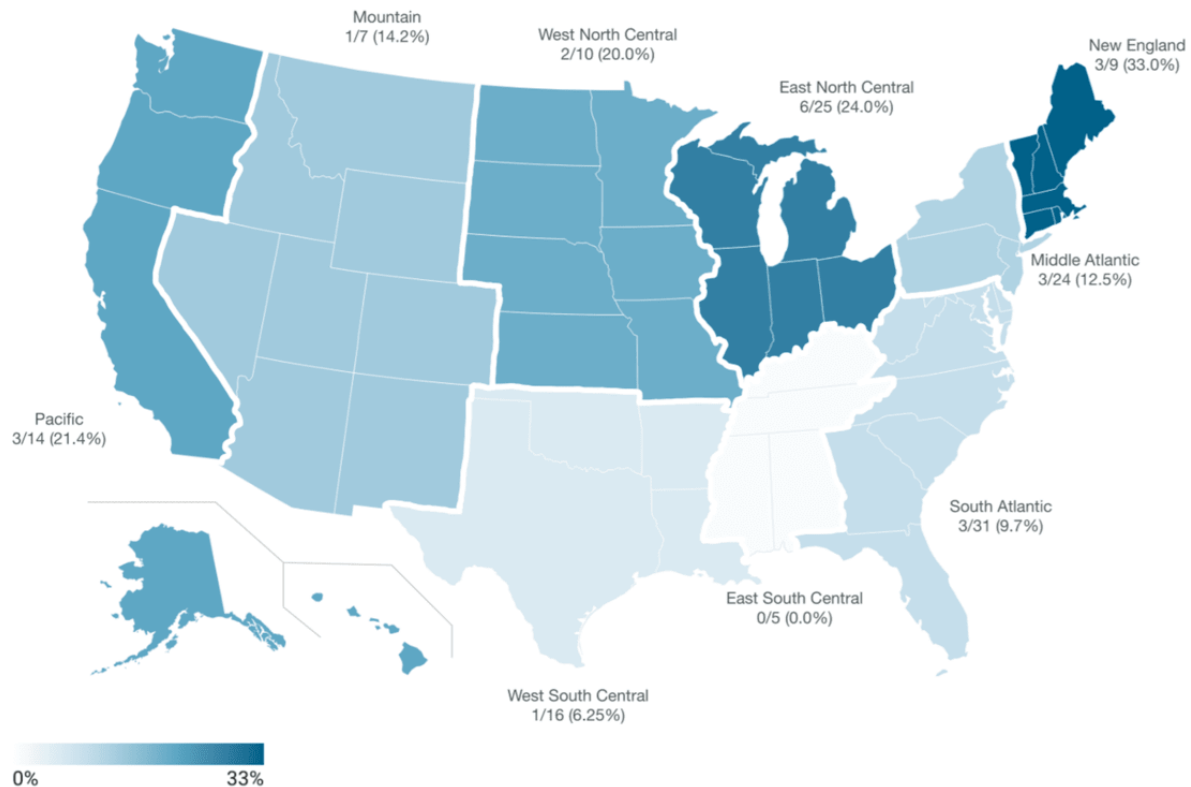 Mountain
1/7 (14.2%)
West North Central
2/10 (20.0%)
New England
3/9 (33.0%)
East North Central
6/25 (24.0%)
Middle Atlantic
3/24 (12.5%)
Pacific
3/14 (21.4%)
South Atlantic
3/31 (9.7%)
East South Central
0/5 (0.0%)
West South Central
1/16 (6.25%)
0%
33%